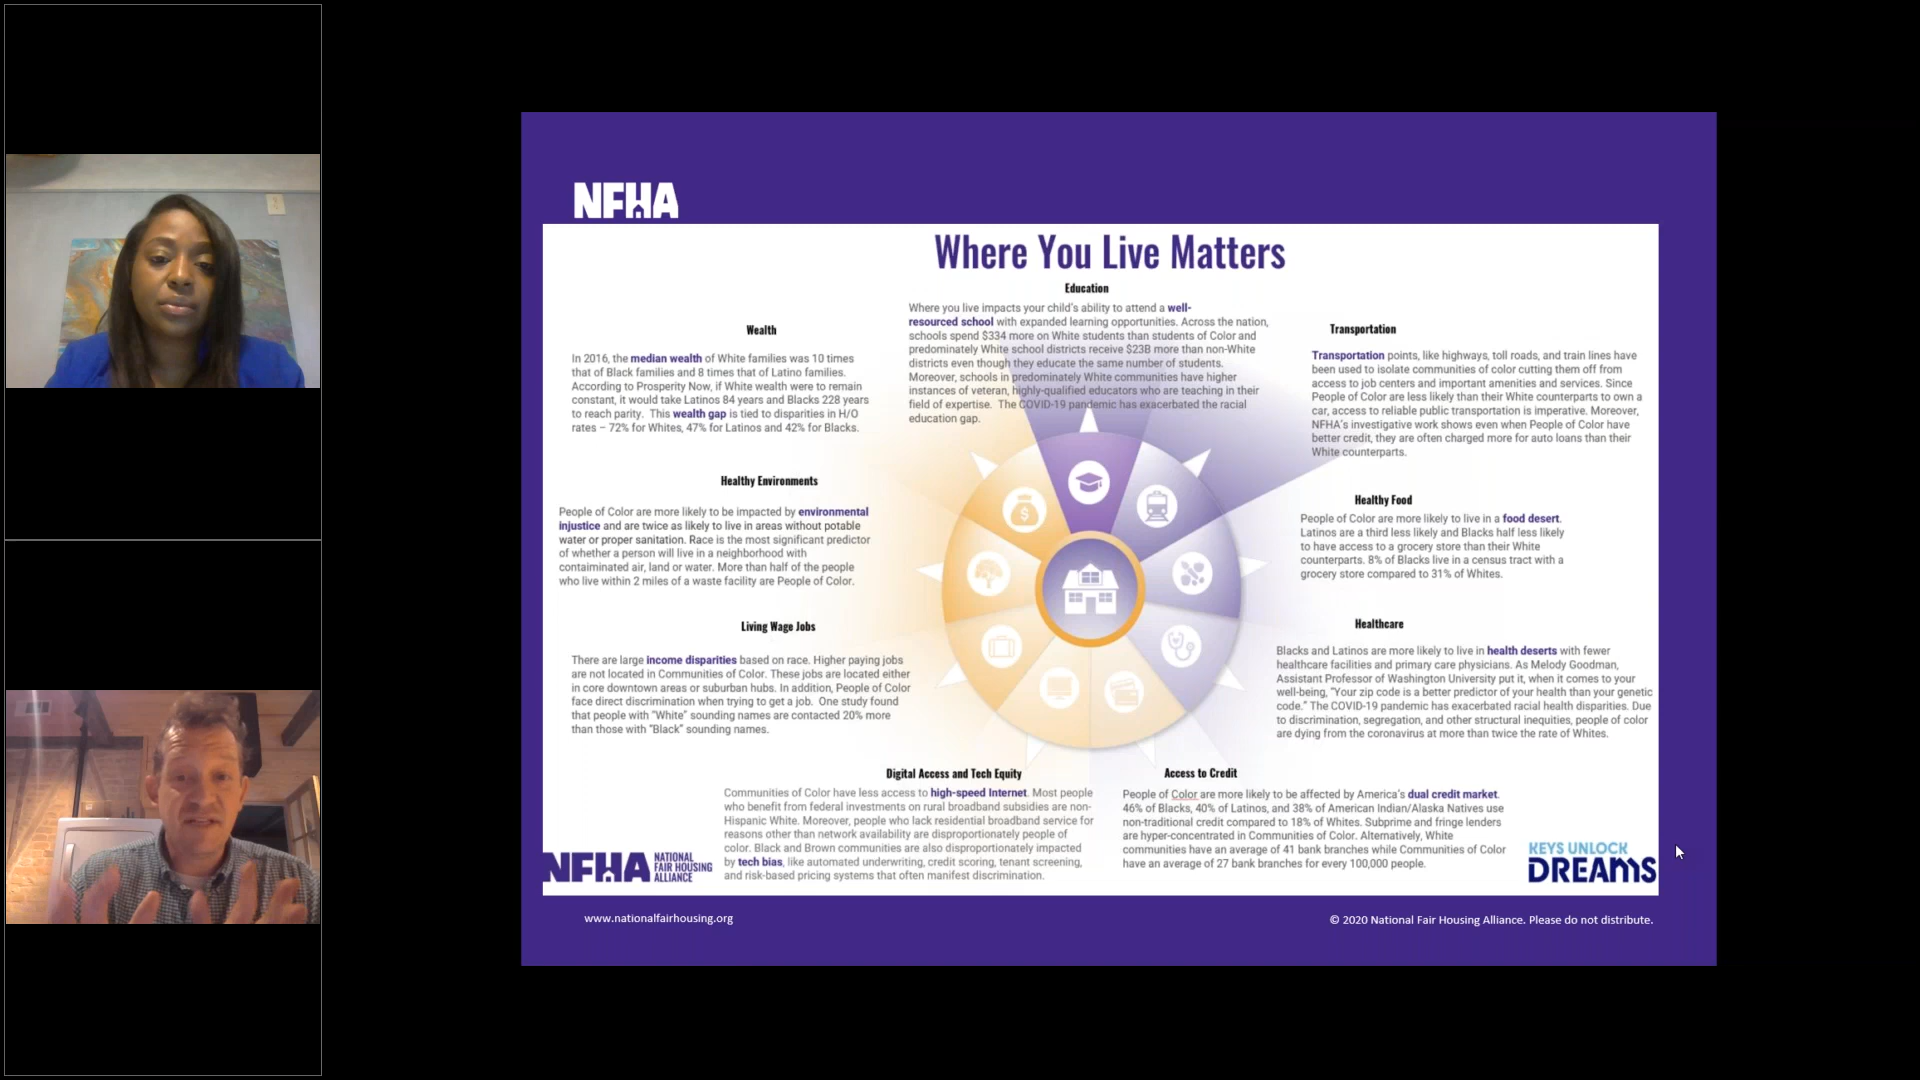 NFHA
Where You Live Matters
Education
Where you live impacts your child's ability to attend a well-
resourced school with expanded learning opportunities. Across the nation,
schools spend $334 more on White students than students of Color and
predominately White school districts receive $23B more than non-White
districts even though they educate the same number of students.
Moreover, schools in predominately White communities have higher
instances of veteran, highly-qualified educators who are teaching in their
field of expertise. The COVID-19 pandemic has exacerbated the racial
education gap.
Wealth
In 2016, the median wealth of White families was 10 times
that of Black families and 8 times that of Latino families.
According to Prosperity Now, if White wealth were to remain
constant, it would take Latinos 84 years and Blacks 228 years
to reach parity. This wealth gap is tied to disparities in H/O
rates – 72% for Whites, 47% for Latinos and 42% for Blacks.
Transportation
Transportation points, like highways, toll roads, and train lines have
been used to isolate communities of color cutting them off from
access to job centers and important amenities and services. Since
People of Color are less likely than their White counterparts to own a
car, access to reliable public transportation is imperative. Moreover,
NFHA's investigative work shows even when People of Color have
better credit, they are often charged more for auto loans than their
White counterparts.
Healthy Environments
People of Color are more likely to be impacted by environmental
injustice and are twice as likely to live in areas without potable
water or proper sanitation. Race is the most significant predictor
of whether a person will live in a neighborhood with
contaminated air, land or water. More than half of the people
who live within 2 miles of a waste facility are People of Color.
Healthy Food
People of Color are more likely to live in a food desert.
Latinos are a third less likely and Blacks half less likely
to have access to a grocery store than their White
counterparts. 8% of Blacks live in a census tract with a
grocery store compared to 31% of Whites.
Living Wage Jobs
There are large income disparities based on race. Higher paying jobs
are not located in Communities of Color. These jobs are located either
in core downtown areas or suburban hubs. In addition, People of Color
face direct discrimination when trying to get a job. One study found
that people with "White" sounding names are contacted 20% more
than those with "Black" sounding names.
Healthcare
Blacks and Latinos are more likely to live in health deserts with fewer
healthcare facilities and primary care physicians. As Melody Goodman,
Assistant Professor of Washington University put it, when it comes to your
well-being, "Your zip code is a better predictor of your health than your genetic
code." The COVID-19 pandemic has exacerbated racial health disparities. Due
to discrimination, segregation, and other structural inequities, people of color
are dying from the coronavirus at more than twice the rate of Whites.
Digital Access and Tech Equity
Communities of Color have less access to high-speed Internet. Most people
who benefit from federal investments on rural broadband subsidies are non-
Hispanic White. Moreover, people who lack residential broadband service for
reasons other than network availability are disproportionately people of
color. Black and Brown communities are also disproportionately impacted
by tech bias, like automated underwriting, credit scoring, tenant screening,
and risk-based pricing systems that often manifest discrimination.
Access to Credit
People of Color are more likely to be affected by America's dual credit market.
46% of Blacks, 40% of Latinos, and 38% of American Indian/Alaska Natives use
non-traditional credit compared to 18% of Whites. Subprime and fringe lenders
are hyper-concentrated in Communities of Color. Alternatively, White
communities have an average of 41 bank branches while Communities of Color
have an average of 27 bank branches for every 100,000 people.
NFHA NATIONAL
FAIR HOUSING
ALLIANCE
KEYS UNLOCK
DREAMS
www.nationalfairhousing.org
© 2020 National Fair Housing Alliance. Please do not distribute.